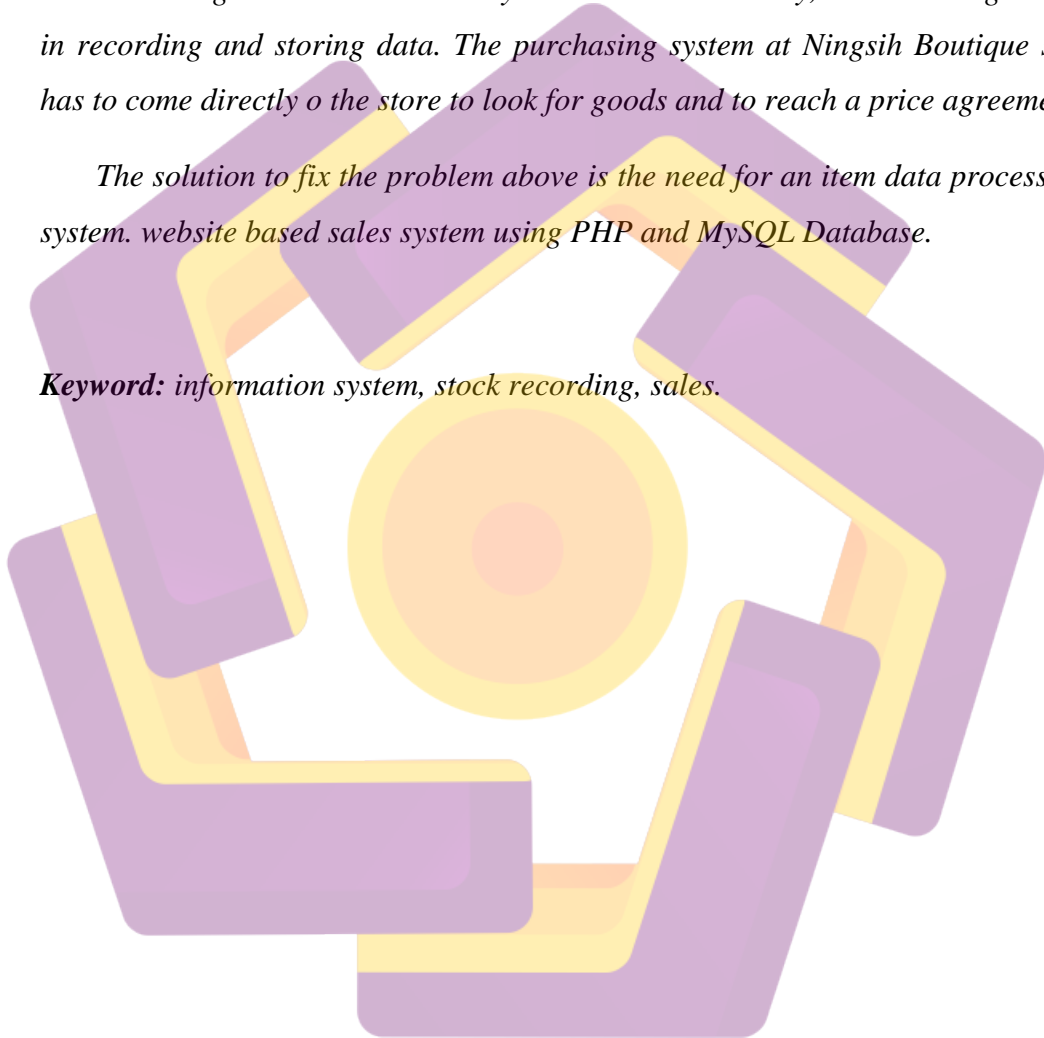 in recording and storing data. The purchasing system at Ningsih Boutique
has to come directly o the store to look for goods and to reach a price
The solution to fix the problem above is the need for an item data
system. website based sales system using PHP and MySQL Database.
Keyword: information system, stock recording, sales.